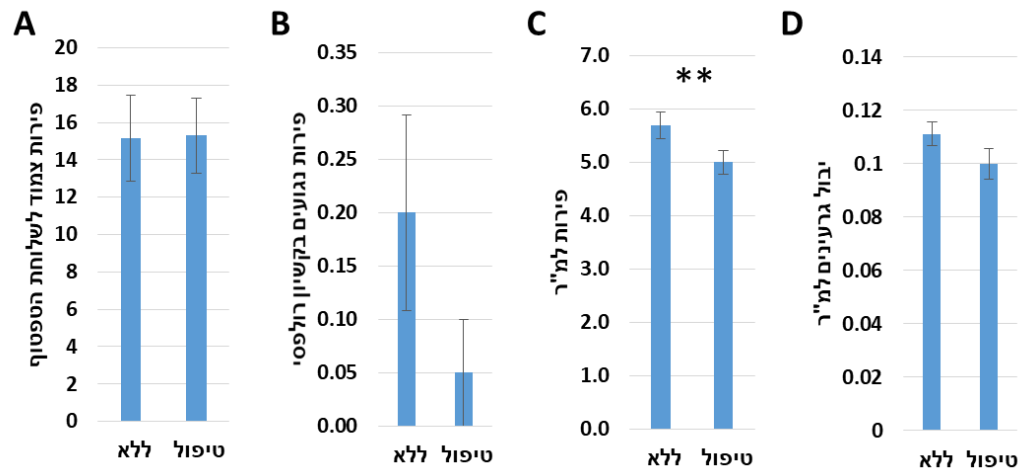 A
פירות צמוד לשלוחת הטפטוף
20
18
16
14
12
10
8
6
4
2
0
ללא
טיפול
B
פירות נגועים בקשיון רולפסי
0.35
0.30
0.25
0.20
0.15
0.10
0.05
0.00
ללא
טיפול
C
פירות למ"ר
7.0
6.0
5.0
4.0
3.0
2.0
1.0
0.0
**
ללא
טיפול
D
יבול גרעינים למ"ר
0.14
0.12
0.1
0.08
0.06
0.04
0.02
0
ללא
טיפול